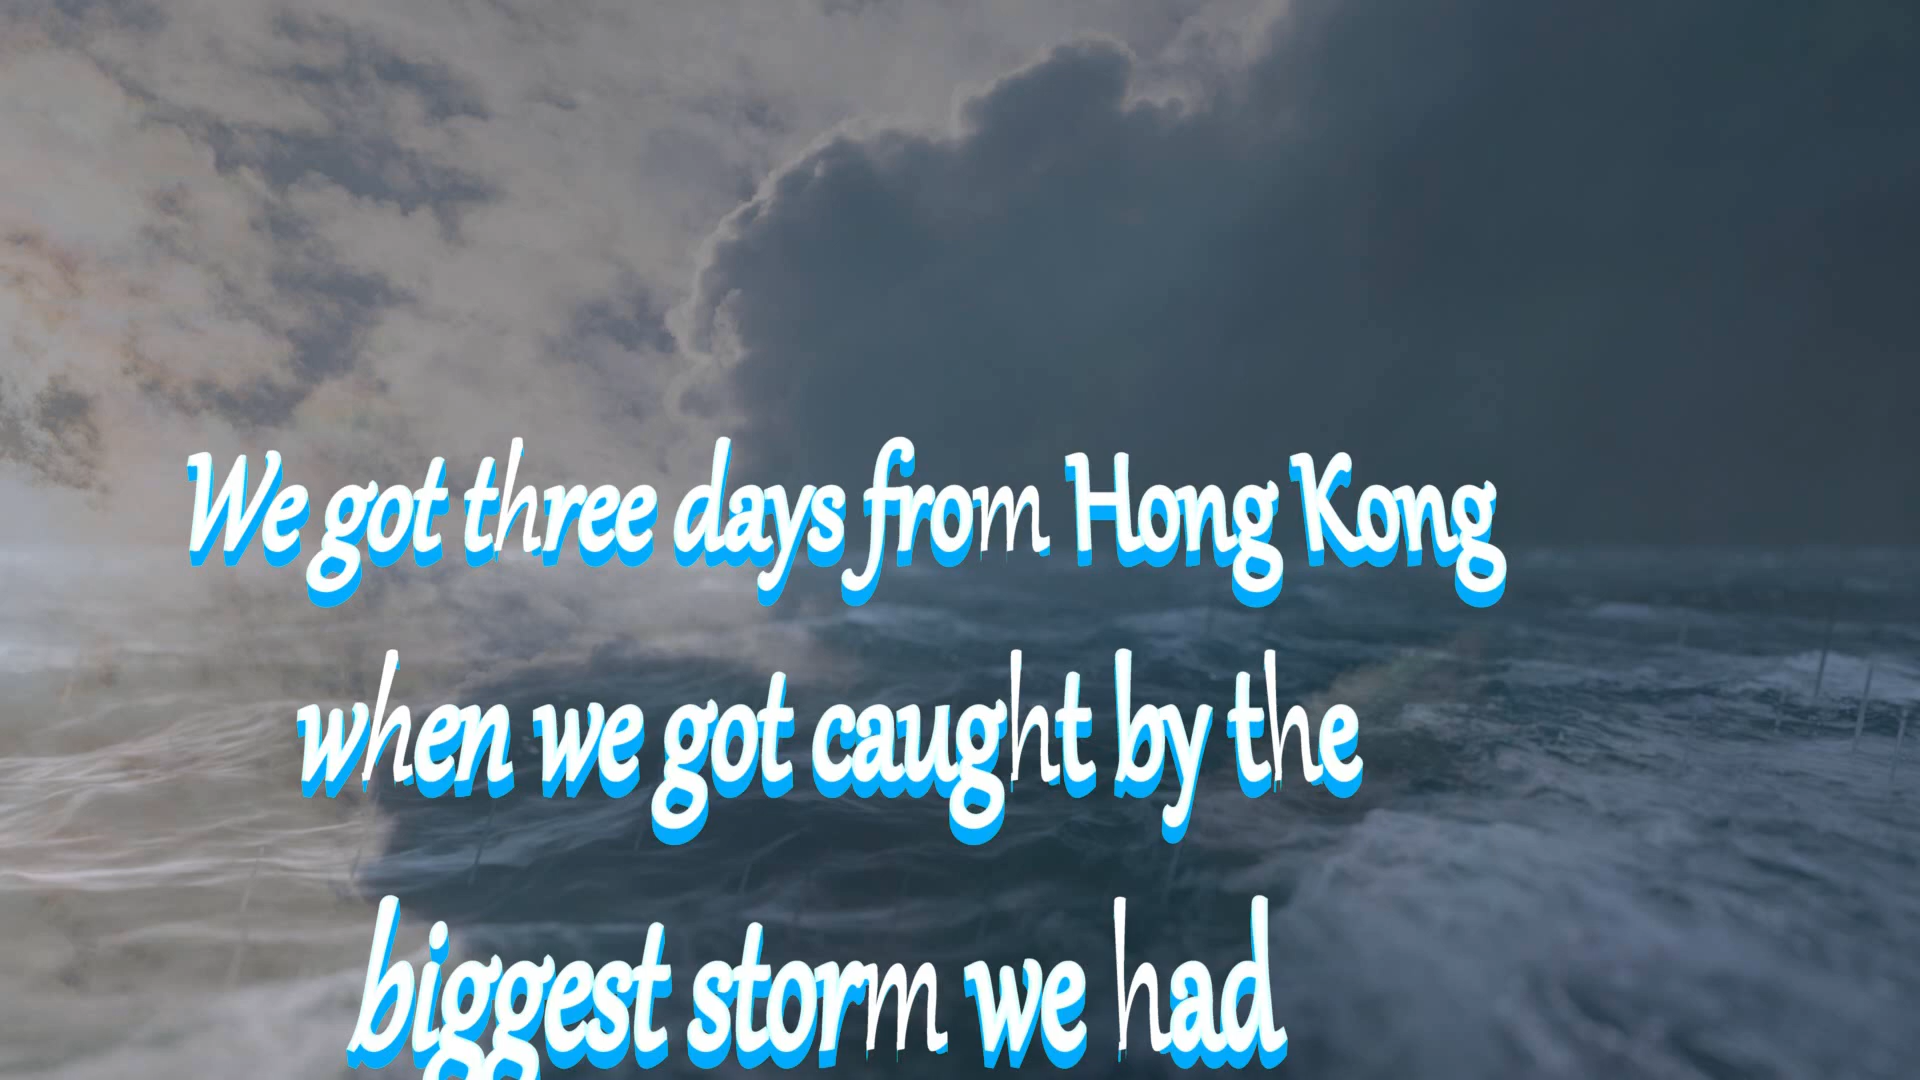 We got three days from Hong Kong
when we got caught by the
biggest storm we had